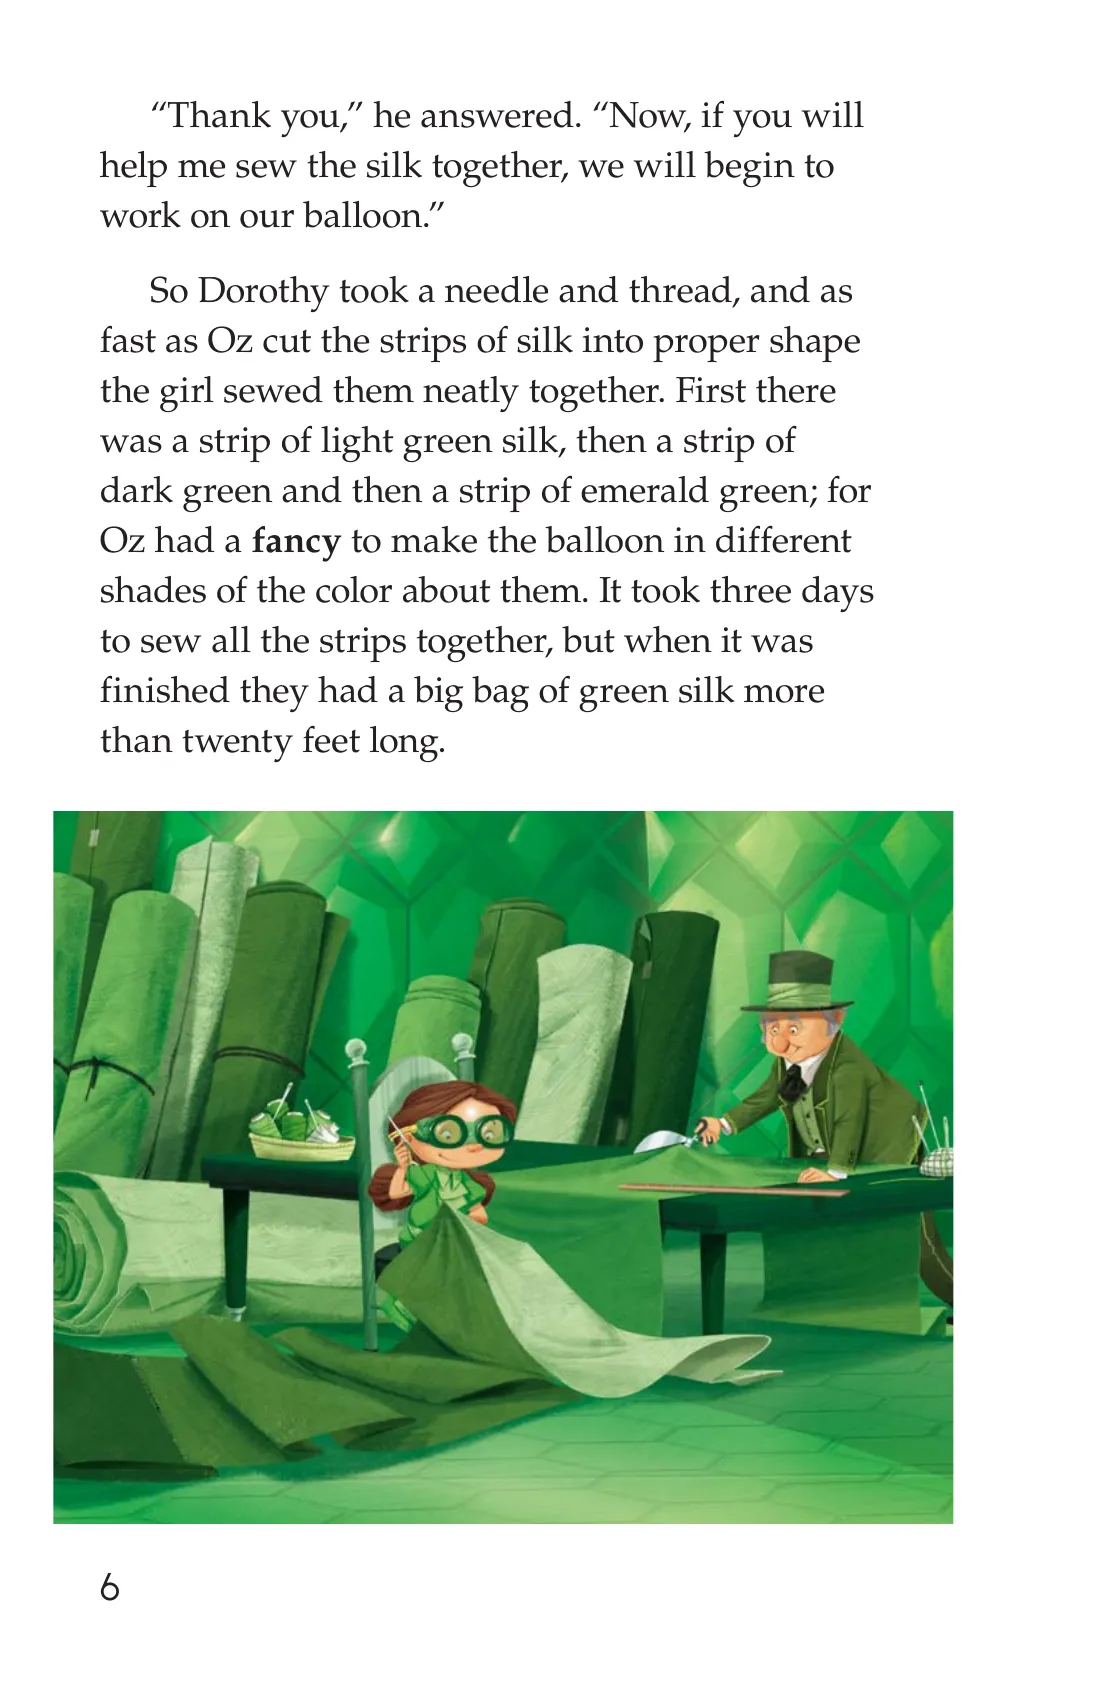 “Thank you,” he answered. “Now, if you will
help me sew the silk together, we will begin to
work on our balloon.”
So Dorothy took a needle and thread, and as
fast as Oz cut the strips of silk into proper shape
the girl sewed them neatly together. First there
was a strip of light green silk, then a strip of
dark green and then a strip of emerald green; for
Oz had a fancy to make the balloon in different
shades of the color about them. It took three days
to sew all the strips together, but when it was
finished they had a big bag of green silk more
than twenty feet long.
6